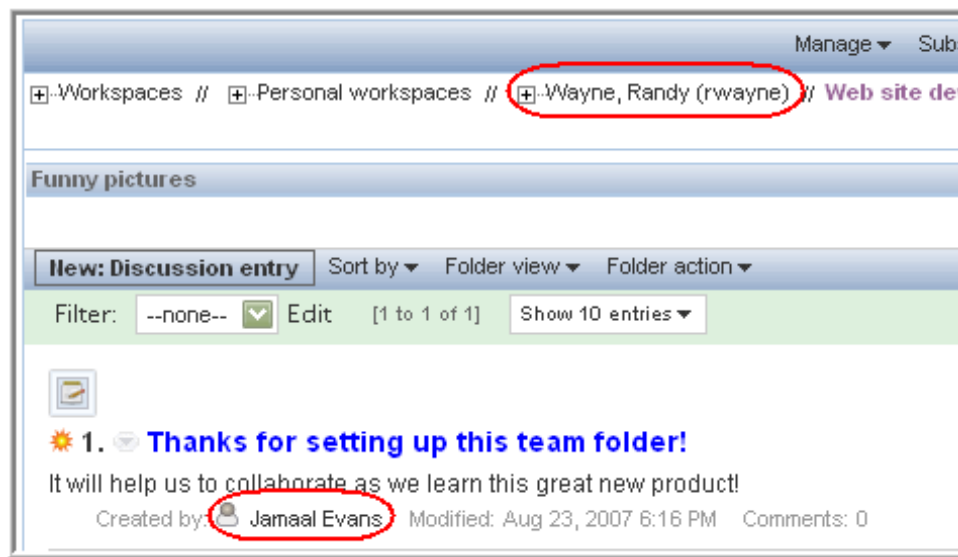 Manage Subs
Workspaces // Personal workspaces // Wayne, Randy (rwayne) // Web site de
Funny pictures
New: Discussion entry Sort by Folder view Folder action
Filter: --none-- Edit [1 to 1 of 1] Show 10 entries
1. Thanks for setting up this team folder!
It will help us to collaborate as we learn this great new product!
Created by: Jamaal Evans Modified: Aug 23, 2007 6:16 PM Comments: 0